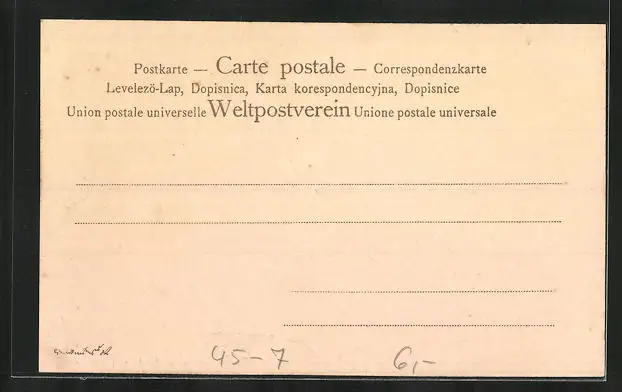 Postkarte — Carte postale — Correspondenzkarte
Levelezö-Lap, Dopisnica, Karta korespondencyjna, Dopisnice
Union postale universelle Weltpostverein Unione postale universale
45-7 6,-